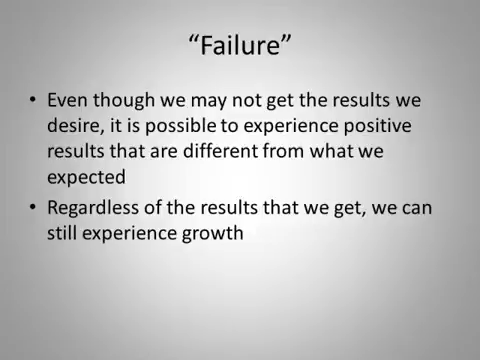 “Failure”
• Even though we may not get the results we
desire, it is possible to experience positive
results that are different from what we
expected
• Regardless of the results that we get, we can
still experience growth